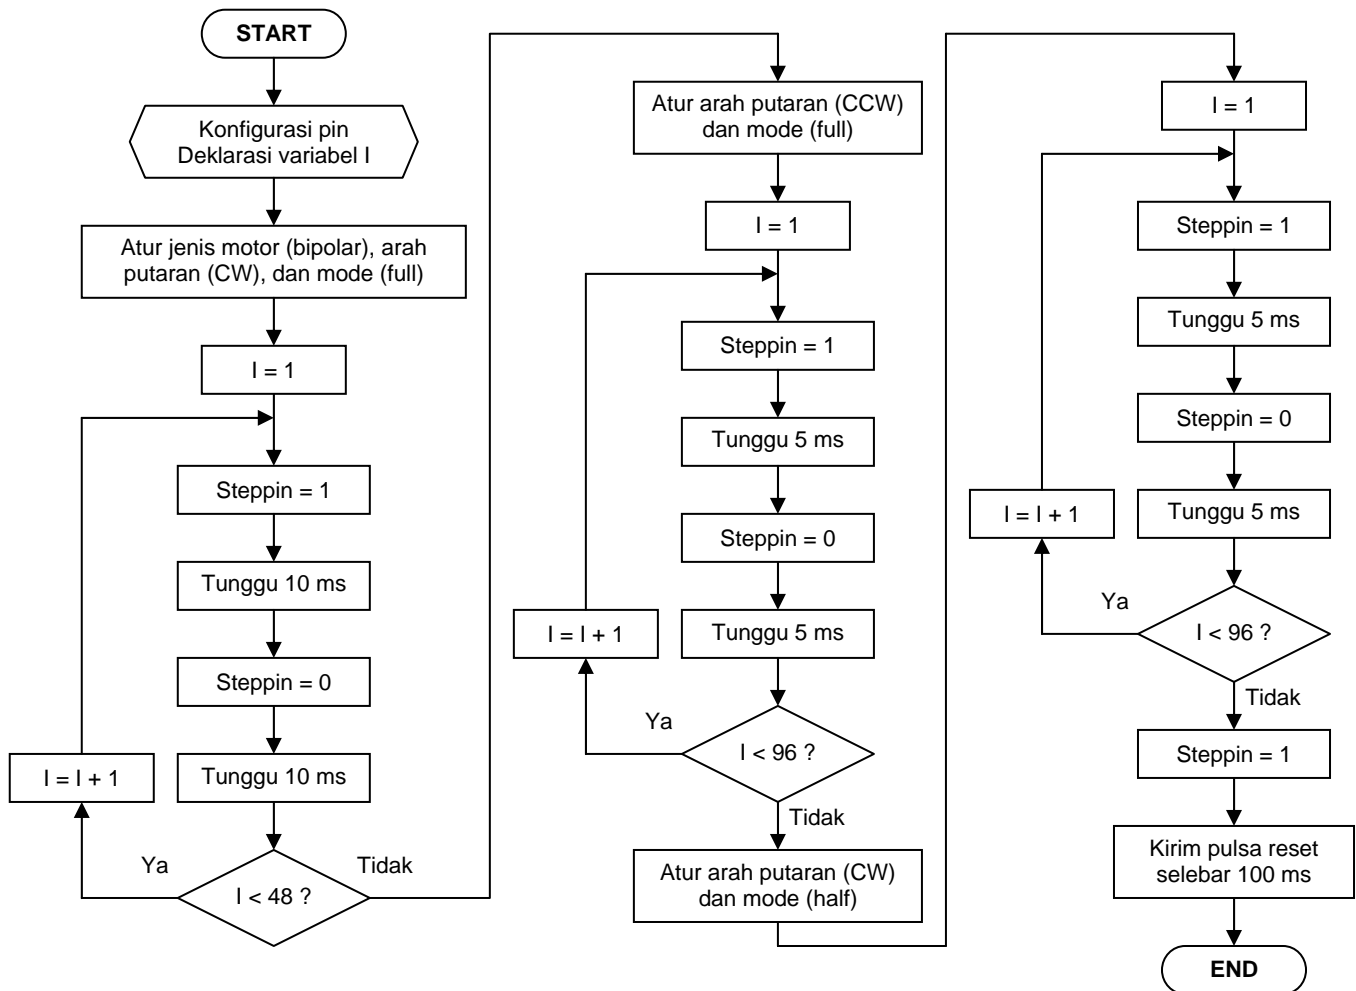 START
Konfigurasi pin
Deklarasi variabel I
Atur jenis motor (bipolar), arah
putaran (CW), dan mode (full)
I = 1
Steppin = 1
Tunggu 10 ms
Steppin = 0
Tunggu 10 ms
I = I + 1
Ya
Tidak
I < 48 ?
Atur arah putaran (CCW)
dan mode (full)
I = 1
Steppin = 1
Tunggu 5 ms
Steppin = 0
Tunggu 5 ms
I = I + 1
Ya
I < 96 ?
Tidak
Atur arah putaran (CW)
dan mode (half)
I = 1
Steppin = 1
Tunggu 5 ms
Steppin = 0
Tunggu 5 ms
I = I + 1
Ya
I < 96 ?
Tidak
Steppin = 1
Kirim pulsa reset
selebar 100 ms
END